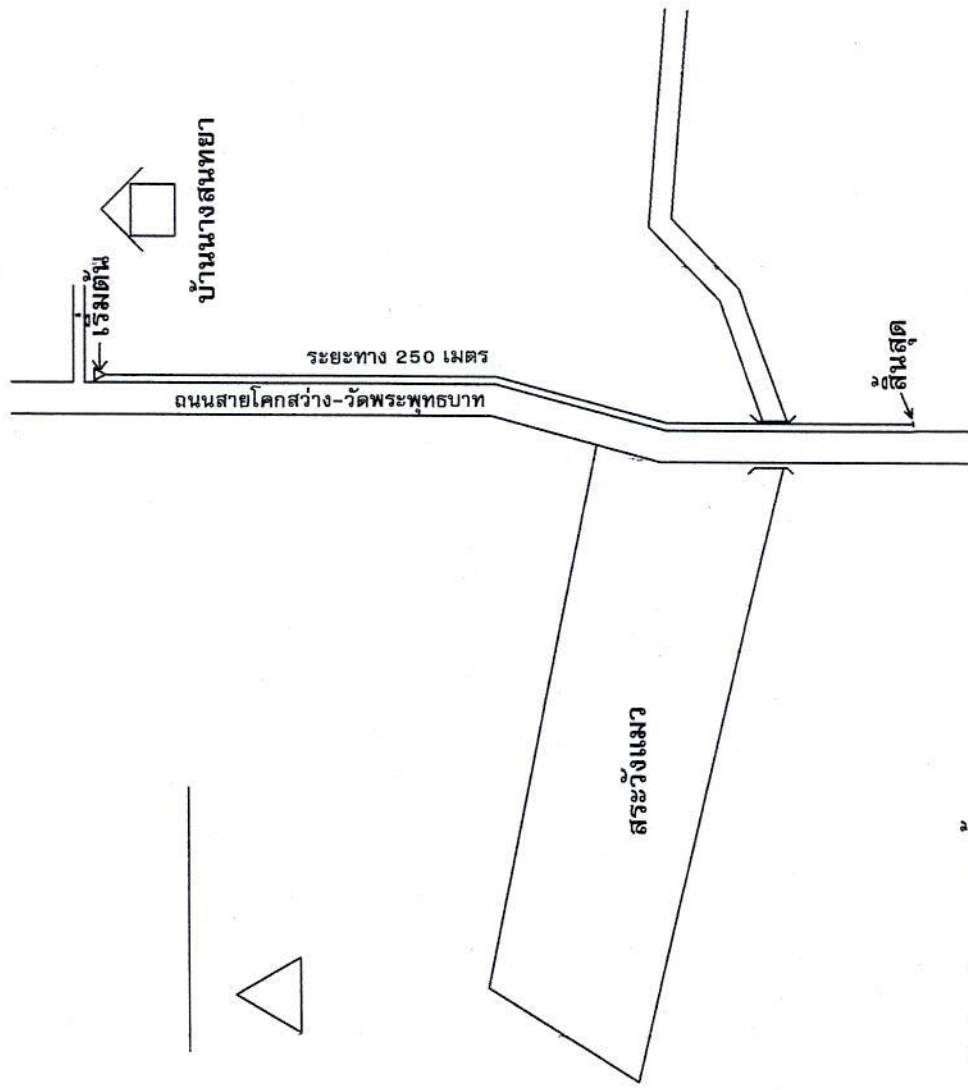 เริ่มต้น
บ้านนางสนทยา
ระยะทาง 250 เมตร
ถนนสายโคกสว่าง-วัดพระพุทธบาท
สระวังแมว
สิ้นสุด